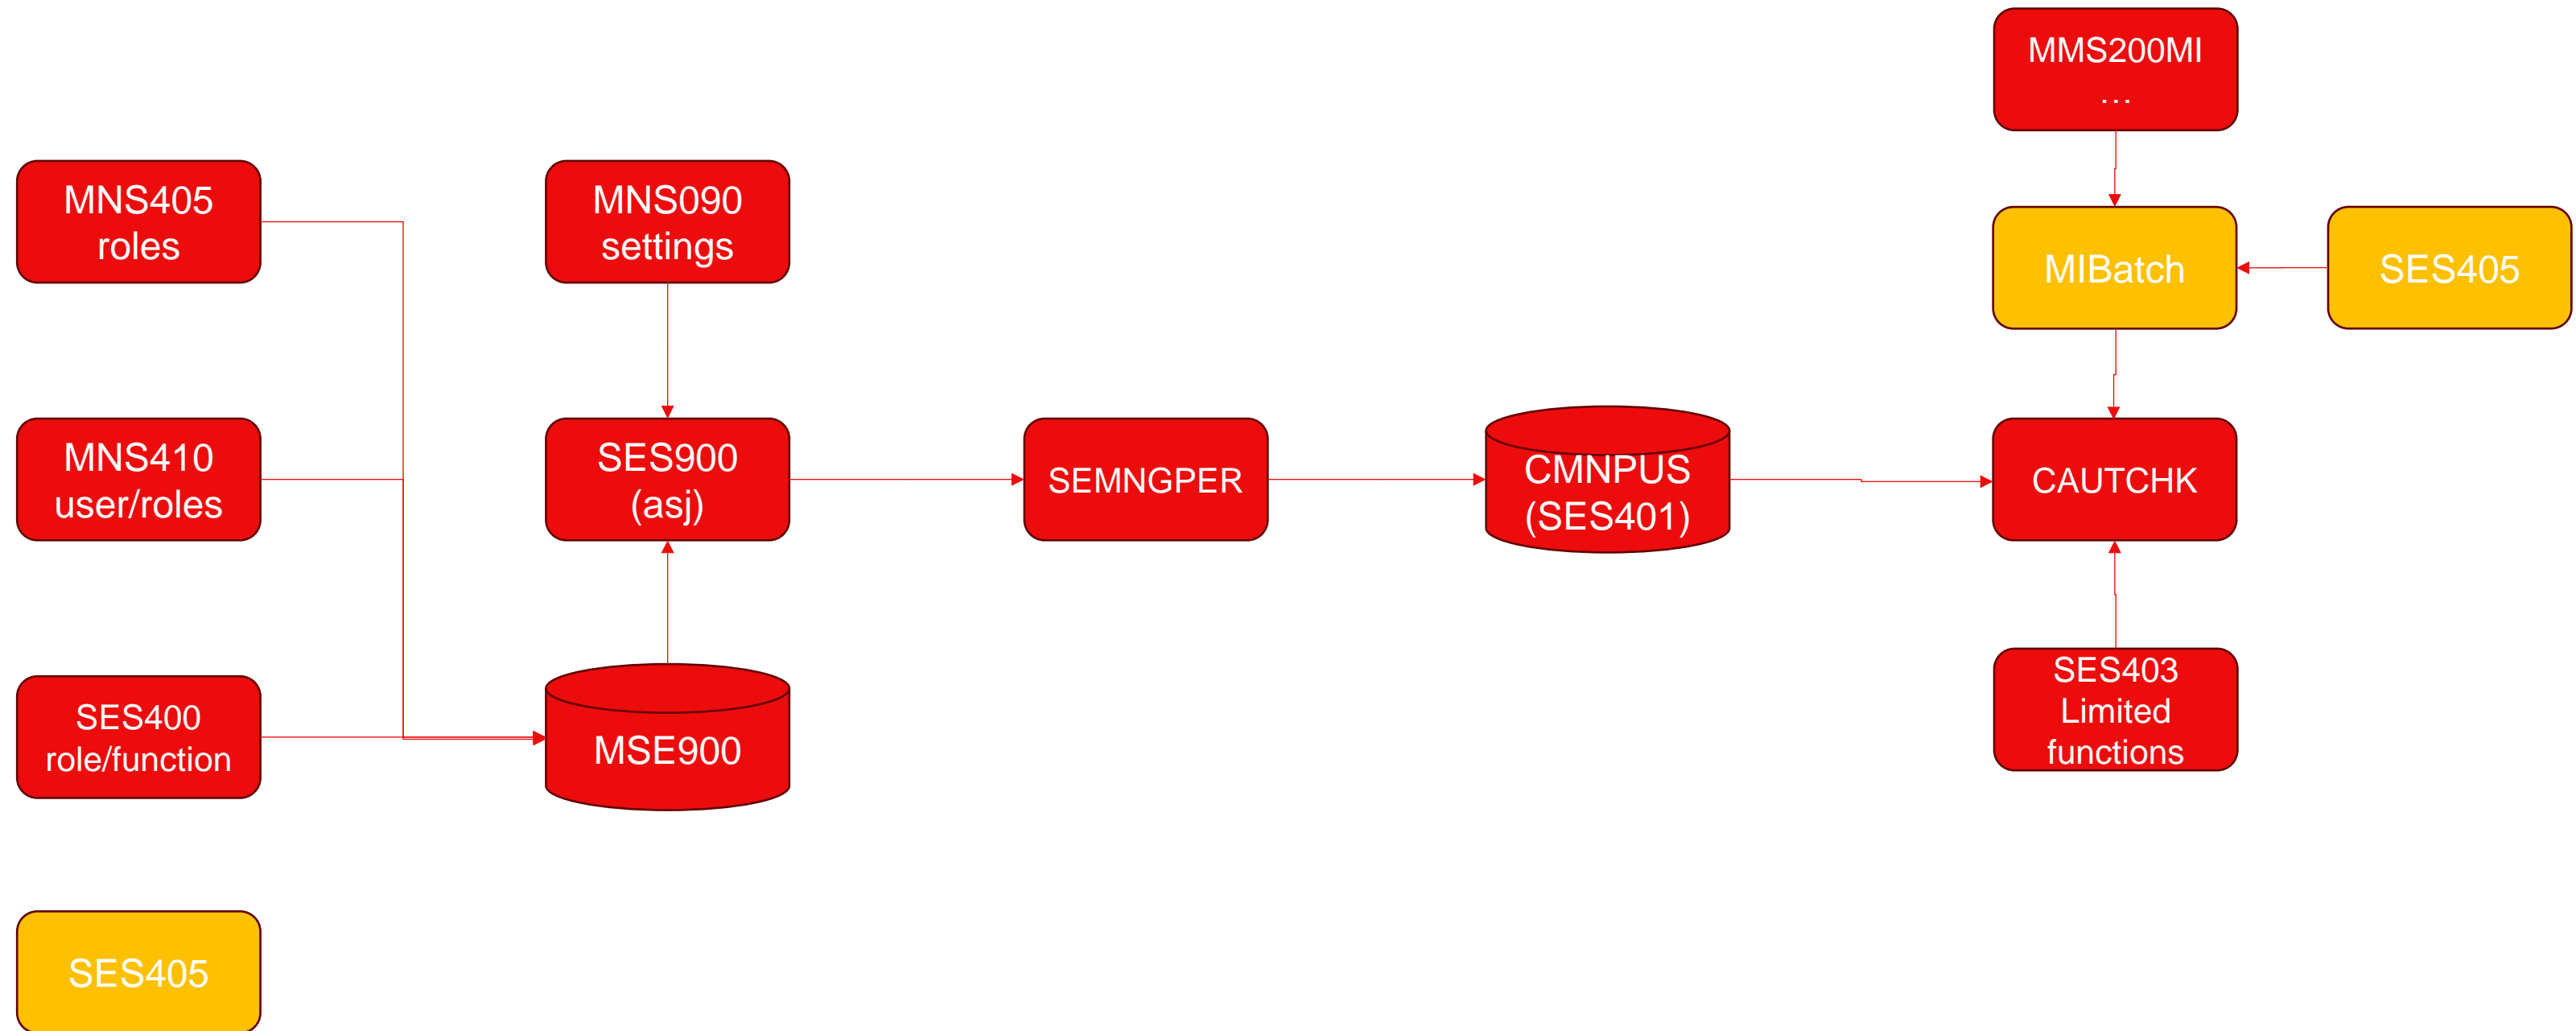 MMS200MI
...
MNS405
roles
MNS090
settings
MIBatch
SES405
MNS410
user/roles
SES900
(asj)
SEMNGPER
CMNPUS
(SES401)
CAUTCHK
SES400
role/function
MSE900
SES403
Limited
functions
SES405